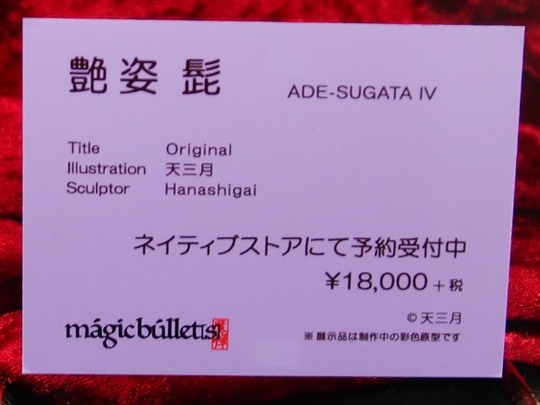 艶姿 髭 ADE-SUGATA IV
Title Original
Illustration 天三月
Sculptor Hanashigai
ネイティブストアにて予約受付中
¥18,000+税
©天三月
magicbullet[s]
※展示品は制作中の彩色原型です